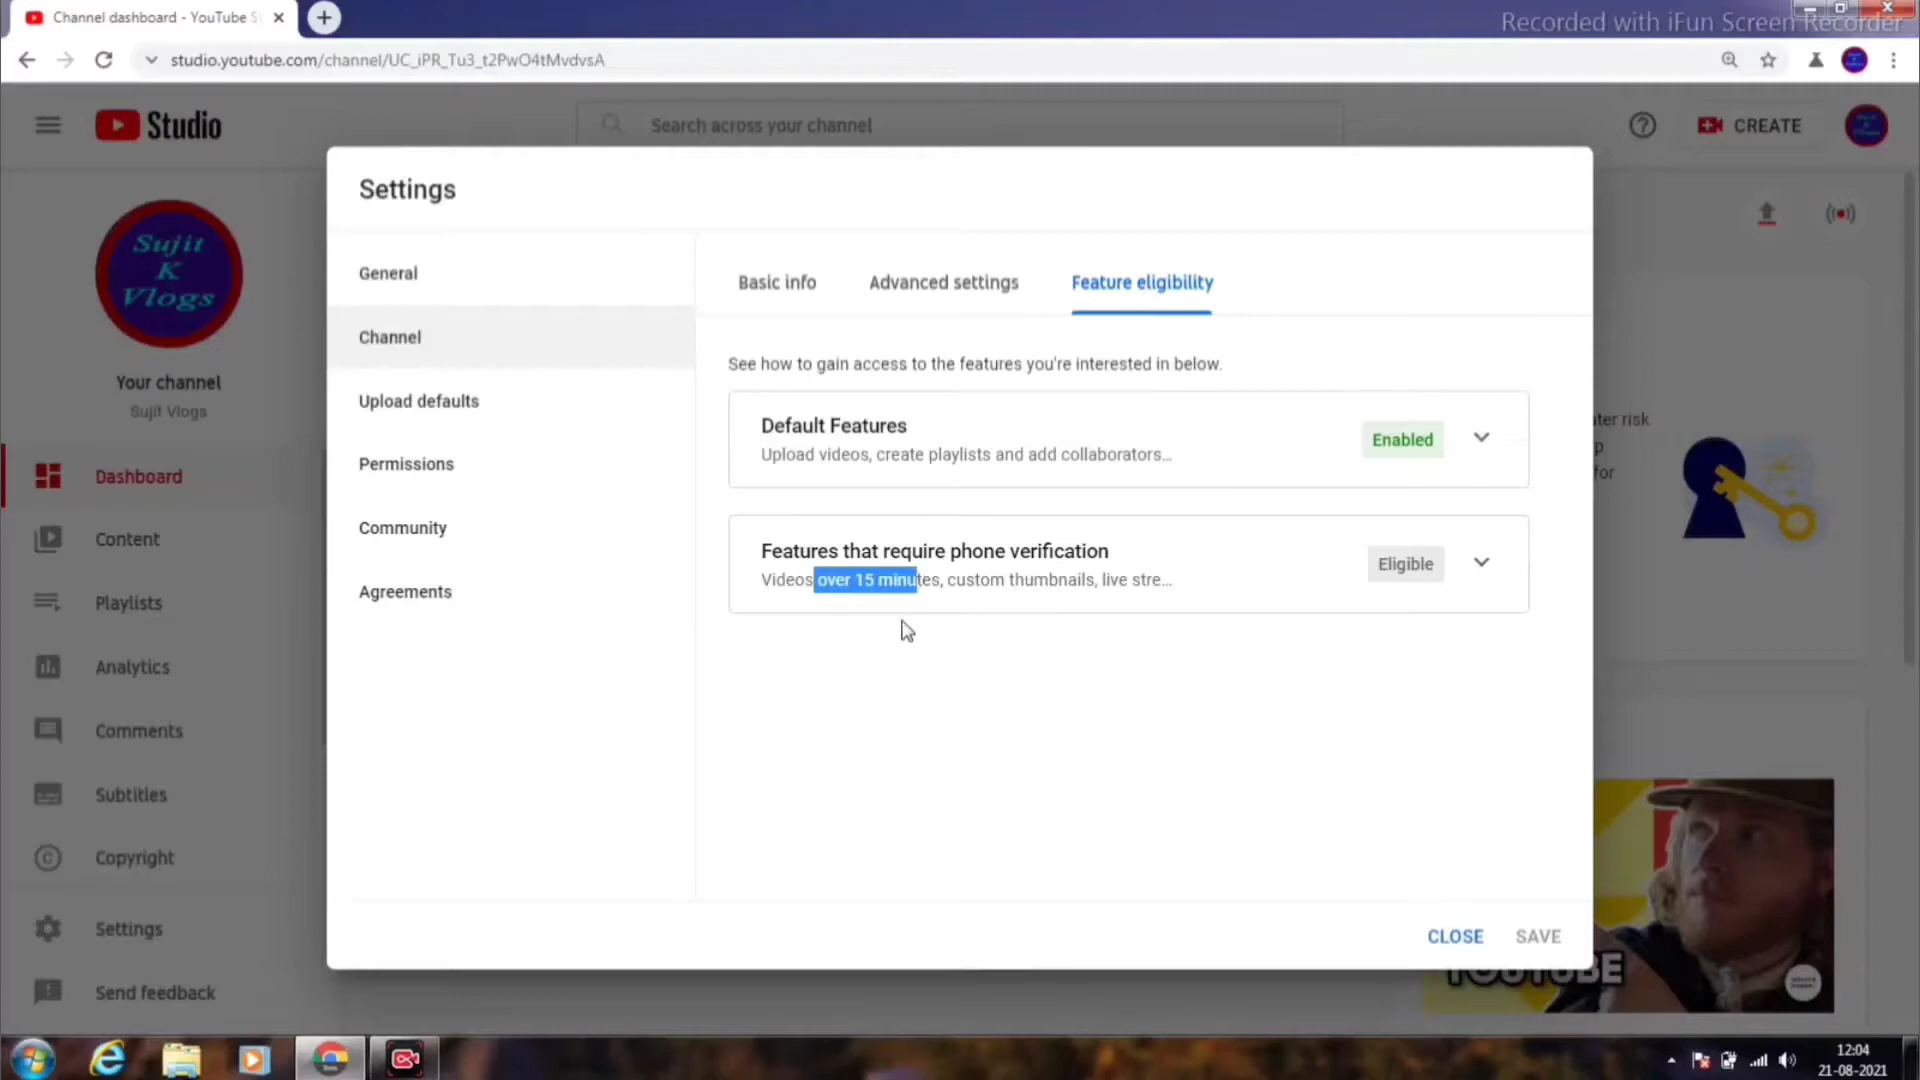 Channel dashboard - YouTube S
Recorded with iFun Screen Recorder
studio.youtube.com/channel/UC_iPR_Tu3_t2PwO4tMvdvsA
Studio
Search across your channel
CREATE
Settings
Sujit
K
Vlogs
Your channel
Sujit Vlogs
Dashboard
Content
Playlists
Analytics
Comments
Subtitles
Copyright
Settings
Send feedback
General
Channel
Upload defaults
Permissions
Community
Agreements
Basic info
Advanced settings
Feature eligibility
See how to gain access to the features you're interested in below.
Default Features
Upload videos, create playlists and add collaborators...
Enabled
Features that require phone verification
Videos over 15 minutes, custom thumbnails, live stre...
Eligible
CLOSE
SAVE
ter risk
p
for
YOUTUBE
12:04
21-08-2021